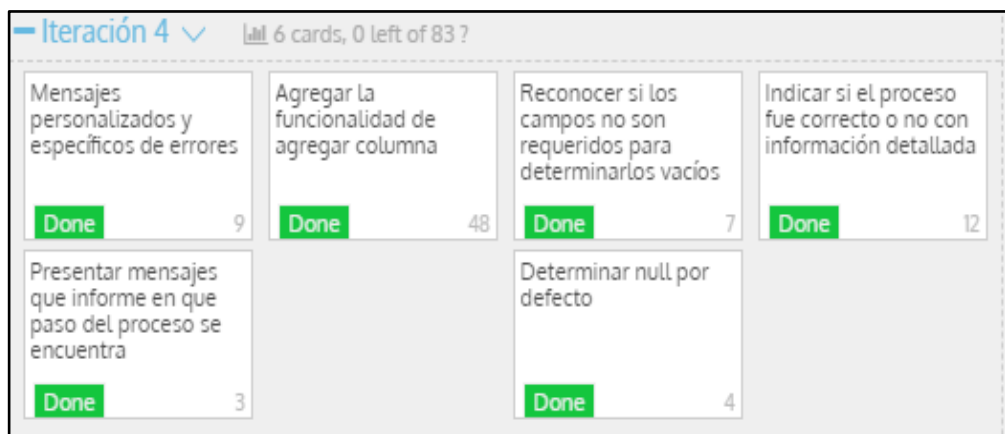 Iteración 4
6 cards, 0 left of 83 ?
Mensajes
personalizados y
específicos de errores
Done 9
Agregar la
funcionalidad de
agregar columna
Done 48
Reconocer si los
campos no son
requeridos para
determinarlos vacíos
Done 7
Indicar si el proceso
fue correcto o no con
información detallada
Done 12
Presentar mensajes
que informe en que
paso del proceso se
encuentra
Done 3
Determinar null por
defecto
Done 4